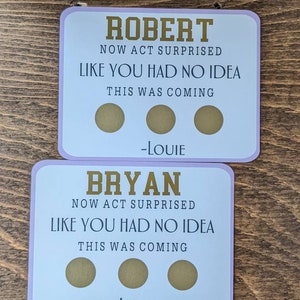 ROBERT
NOW ACT SURPRISED
LIKE YOU HAD NO IDEA
THIS WAS COMING
-LOUIE
BRYAN
NOW ACT SURPRISED
LIKE YOU HAD NO IDEA
THIS WAS COMING